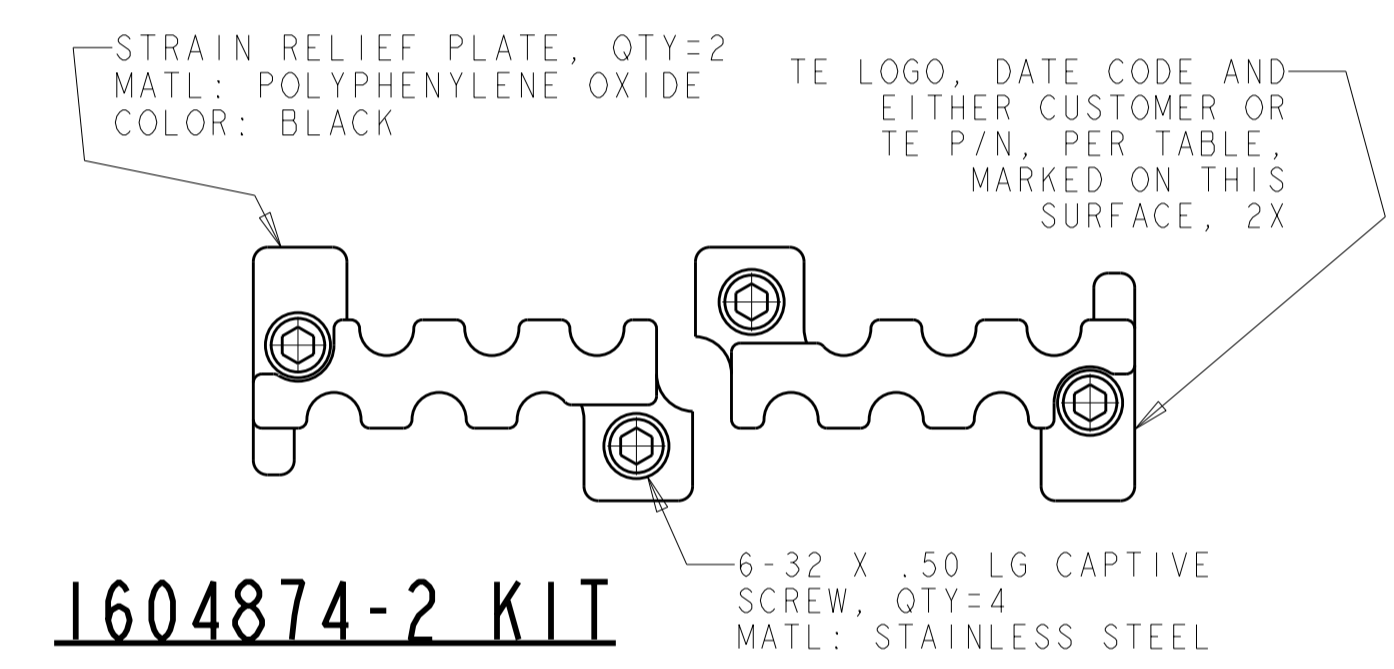 STRAIN RELIEF PLATE, QTY=2
MATL: POLYPHENYLENE OXIDE
COLOR: BLACK
TE LOGO, DATE CODE AND
EITHER CUSTOMER OR
TE P/N, PER TABLE,
MARKED ON THIS
SURFACE, 2X
6-32 X .50 LG CAPTIVE
SCREW, QTY=4
MATL: STAINLESS STEEL
1604874-2 KIT